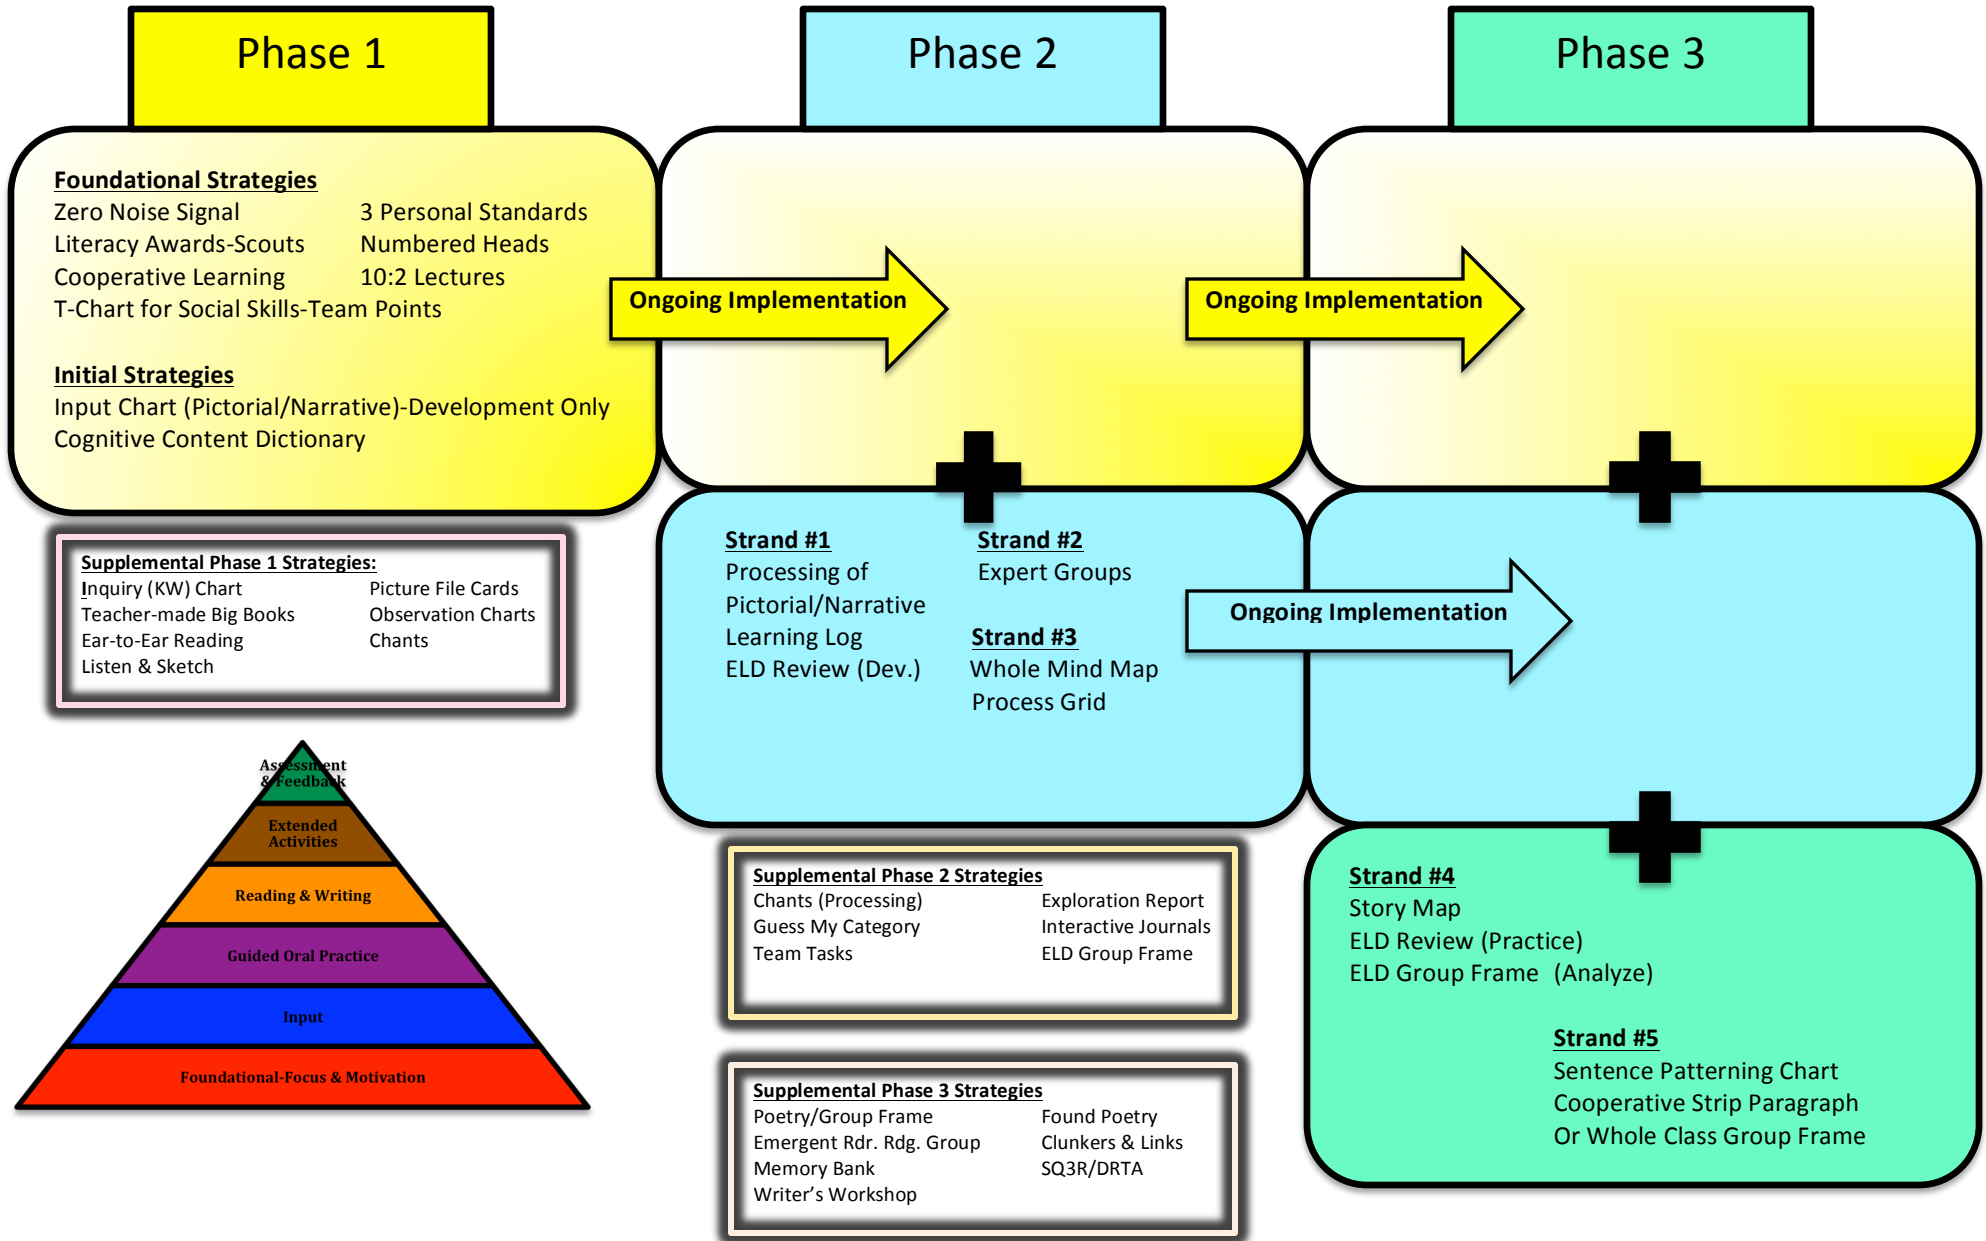 Phase 1
Phase 2
Phase 3
Foundational Strategies
Zero Noise Signal 3 Personal Standards
Literacy Awards-Scouts Numbered Heads
Cooperative Learning 10:2 Lectures
T-Chart for Social Skills-Team Points
Initial Strategies
Input Chart (Pictorial/Narrative)-Development Only
Cognitive Content Dictionary
Ongoing Implementation
Ongoing Implementation
Supplemental Phase 1 Strategies:
Inquiry (KW) Chart Picture File Cards
Teacher-made Big Books Observation Charts
Ear-to-Ear Reading Chants
Listen & Sketch
Strand #1
Processing of
Pictorial/Narrative
Learning Log
ELD Review (Dev.)
Strand #2
Expert Groups
Strand #3
Whole Mind Map
Process Grid
Ongoing Implementation
Assessment
& Feedback
Extended
Activities
Reading & Writing
Guided Oral Practice
Input
Foundational-Focus & Motivation
Supplemental Phase 2 Strategies
Chants (Processing) Exploration Report
Guess My Category Interactive Journals
Team Tasks ELD Group Frame
Supplemental Phase 3 Strategies
Poetry/Group Frame Found Poetry
Emergent Rdr. Rdg. Group Clunkers & Links
Memory Bank SQ3R/DRTA
Writer's Workshop
Strand #4
Story Map
ELD Review (Practice)
ELD Group Frame (Analyze)
Strand #5
Sentence Patterning Chart
Cooperative Strip Paragraph
Or Whole Class Group Frame